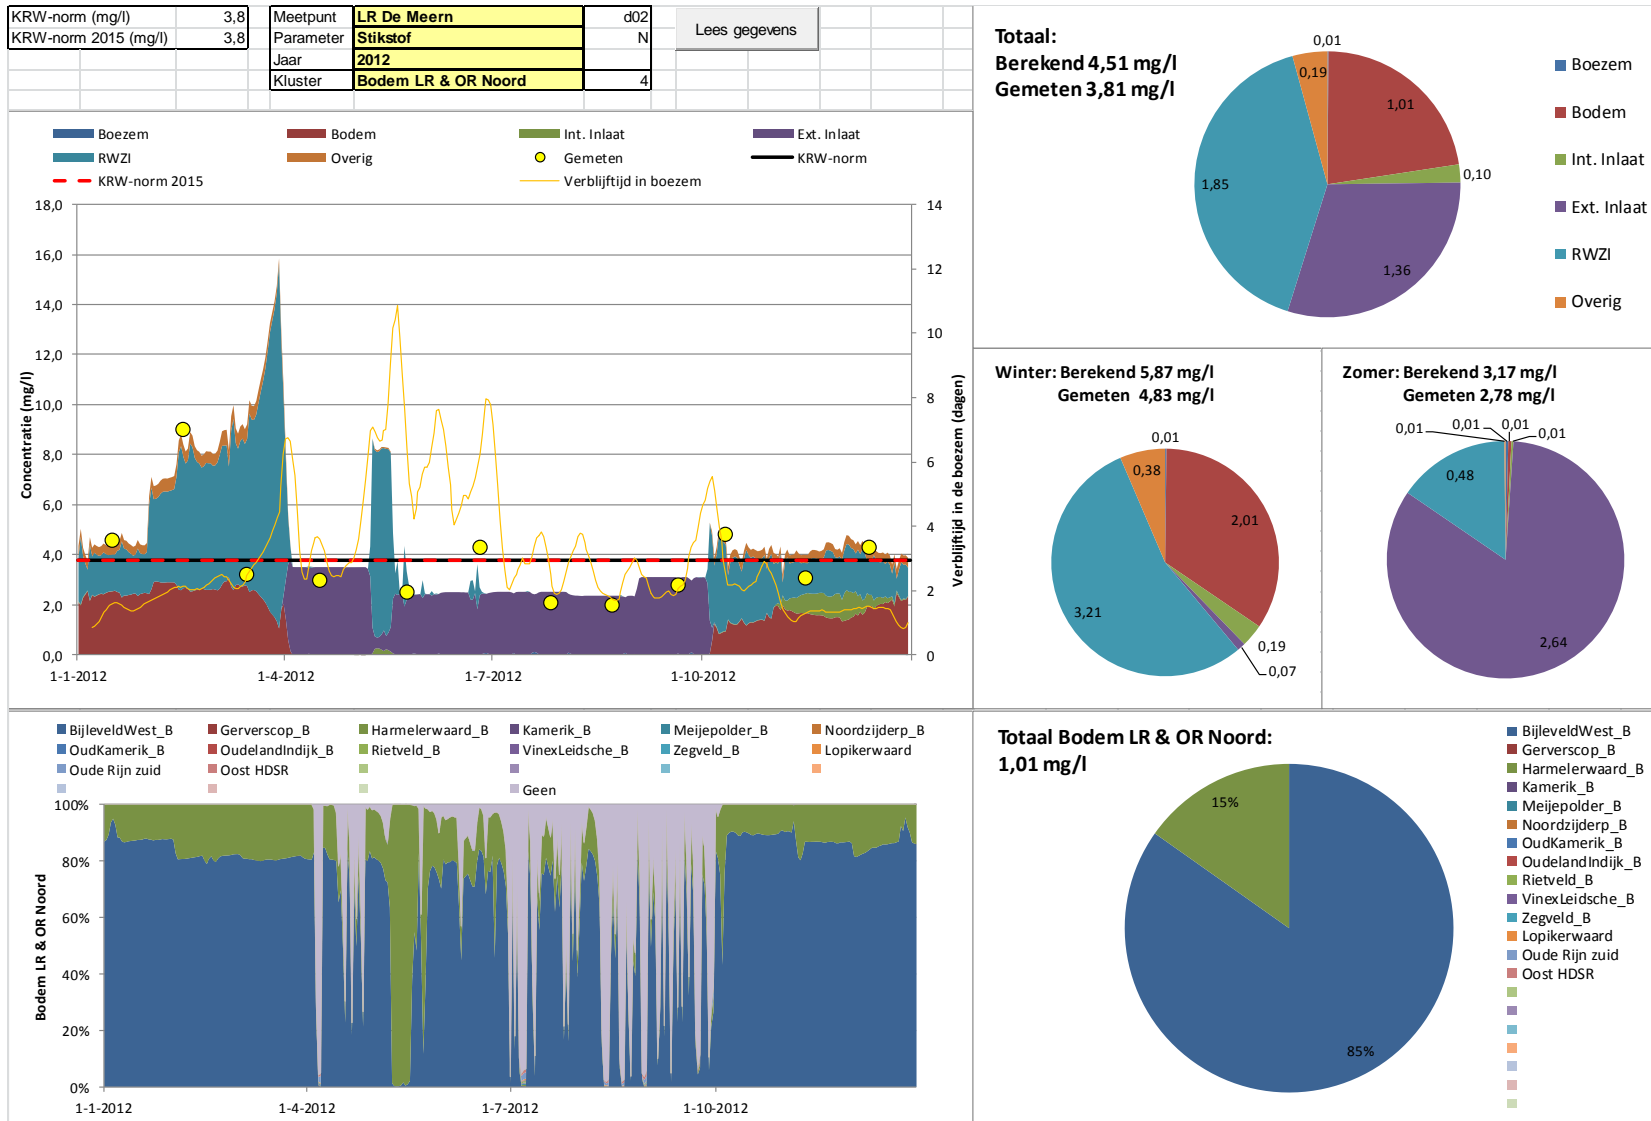 KRW-norm (mg/l) 3,8
KRW-norm 2015 (mg/l) 3,8
Meetpunt LR De Meern d02
Parameter Stikstof N
Jaar 2012
Kluster Bodem LR & OR Noord 4
Lees gegevens
Boezem Bodem Int. Inlaat Ext. Inlaat
RWZI Overig Gemeten KRW-norm
KRW-norm 2015 Verblijftijd in boezem
18,0
16,0
14,0
12,0
10,0
8,0
6,0
4,0
2,0
0,0
Concentratie (mg/l)
14
12
10
8
6
4
2
0
Verblijftijd in de boezem (dagen)
1-1-2012 1-4-2012 1-7-2012 1-10-2012
Totaal:
Berekend 4,51 mg/l
Gemeten 3,81 mg/l
0,01
0,19
1,01
0,10
1,85
1,36
Boezem
Bodem
Int. Inlaat
Ext. Inlaat
RWZI
Overig
Winter: Berekend 5,87 mg/l
Gemeten 4,83 mg/l
0,01
0,38
2,01
3,21
0,19
0,07
Zomer: Berekend 3,17 mg/l
Gemeten 2,78 mg/l
0,01
0,01
0,01
0,01
0,48
2,64
BijleveldWest_B Gerverscop_B Harmelerwaard_B Kamerik_B Meijepolder_B Noordzijderp_B
OudKamerik_B OudelandIndijk_B Rietveld_B VinexLeidsche_B Zegveld_B Lopikerwaard
Oude Rijn zuid Oost HDSR
Geen
100%
80%
60%
40%
20%
0%
Bodem LR & OR Noord
1-1-2012 1-4-2012 1-7-2012 1-10-2012
Totaal Bodem LR & OR Noord:
1,01 mg/l
15%
85%
BijleveldWest_B
Gerverscop_B
Harmelerwaard_B
Kamerik_B
Meijepolder_B
Noordzijderp_B
OudKamerik_B
OudelandIndijk_B
Rietveld_B
VinexLeidsche_B
Zegveld_B
Lopikerwaard
Oude Rijn zuid
Oost HDSR